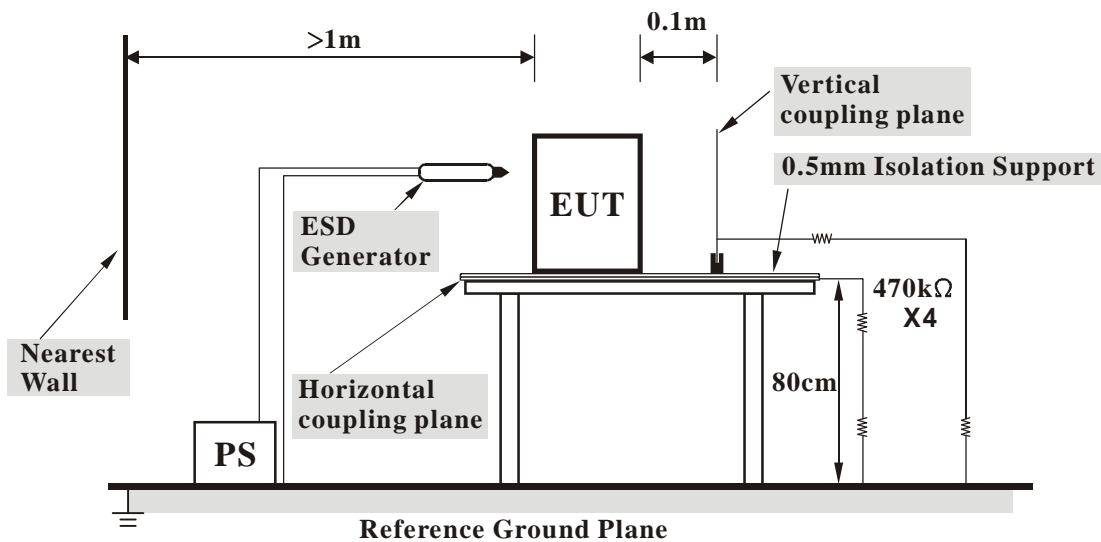 >1m
0.1m
Vertical
coupling plane
0.5mm Isolation Support
EUT
ESD
Generator
470kΩ
X4
Nearest
Wall
Horizontal
coupling plane
80cm
PS
Reference Ground Plane